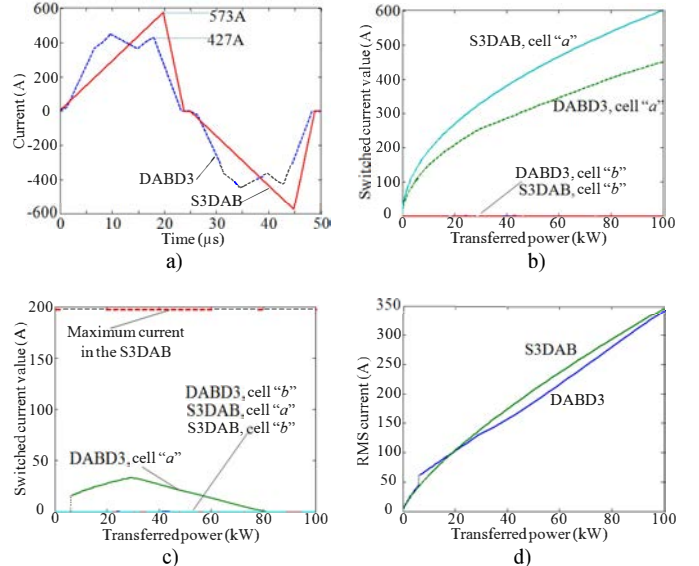 600
400
200
0
-200
-400
-600
Current (A)
573A
427A
DABD3
S3DAB
0 10 20 30 40 50
Time (µs)
a)
600
500
400
300
200
100
0
Switched current value (A)
S3DAB, cell “a”
DABD3, cell “a”
DABD3, cell “b”
S3DAB, cell “b”
0 20 40 60 80 100
Transferred power (kW)
b)
200
150
100
50
0
Switched current value (A)
Maximum current
in the S3DAB
DABD3, cell “b”
S3DAB, cell “a”
S3DAB, cell “b”
DABD3, cell “a”
0 20 40 60 80 100
Transferred power (kW)
c)
350
300
250
200
150
100
50
0
RMS current (A)
S3DAB
DABD3
0 20 40 60 80 100
Transferred power (kW)
d)